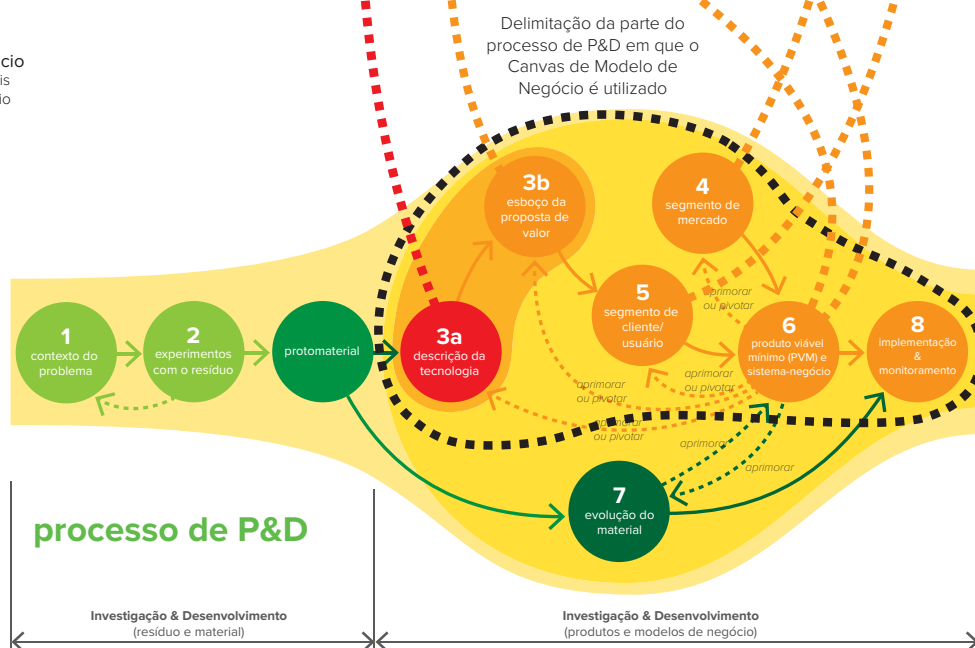 cio
is
io
Delimitação da parte do
processo de P&D em que o
Canvas de Modelo de
Negócio é utilizado
3b
esboço da
proposta de
valor
4
segmento de
mercado
5
segmento de
cliente/
usuário
aprimorar
ou pivotar
1
contexto do
problema
2
experimentos
com o resíduo
protomaterial
3a
descrição da
tecnologia
6
produto viável
mínimo (PVM) e
sistema-negócio
8
implementação
&
monitoramento
aprimorar
ou pivotar
aprimorar
ou pivotar
aprimorar
ou pivotar
aprimorar
aprimorar
7
evolução do
material
processo de P&D
Investigação & Desenvolvimento
(resíduo e material)
Investigação & Desenvolvimento
(produtos e modelos de negócio)